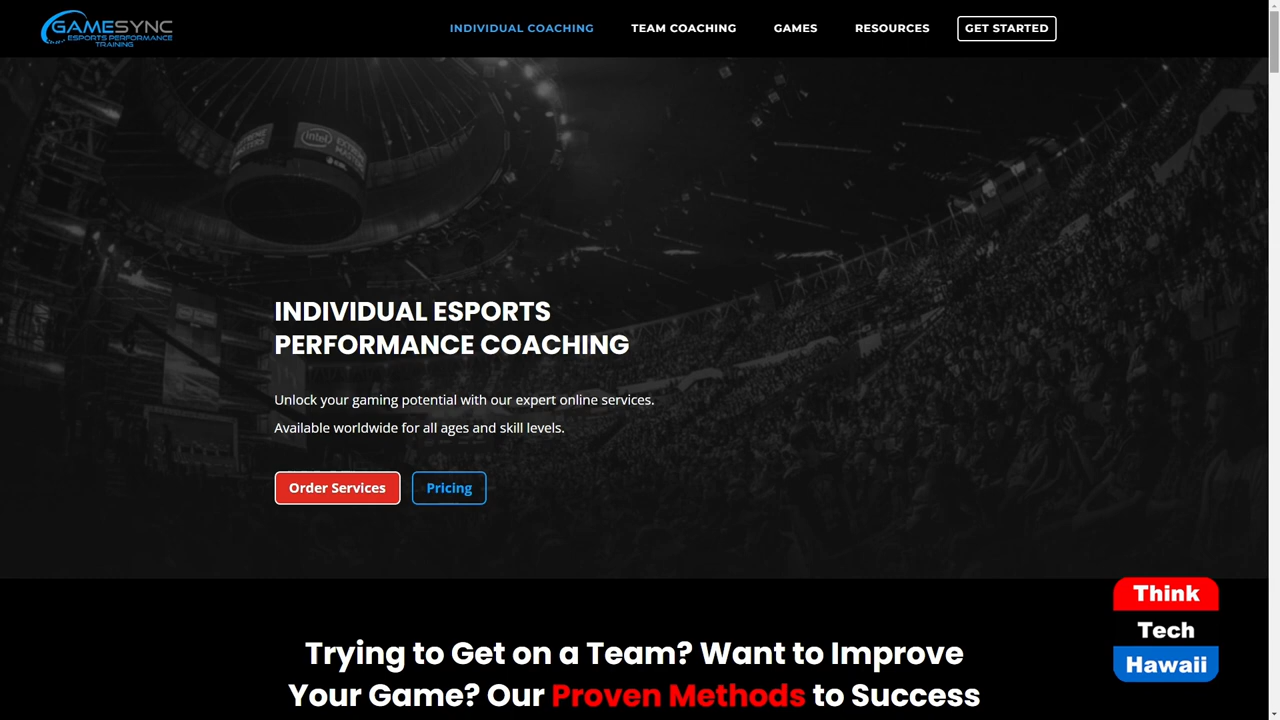 GAMESYNC
ESPORTS PERFORMANCE
TRAINING
INDIVIDUAL COACHING
TEAM COACHING
GAMES
RESOURCES
GET STARTED
intel
INDIVIDUAL ESPORTS
PERFORMANCE COACHING
Unlock your gaming potential with our expert online services.
Available worldwide for all ages and skill levels.
Order Services
Pricing
Trying to Get on a Team? Want to Improve
Your Game? Our Proven Methods to Success
Think
Tech
Hawaii